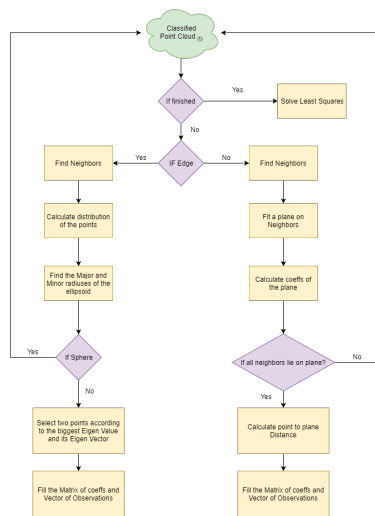 Classified
Point Cloud (t)
If finished
Yes
Solve Least Squares
No
Find Neighbors
Yes
IF Edge
No
Find Neighbors
Calculate distribution
of the points
Fit a plane on
Neighbors
Find the Major and
Minor radiuses of the
ellipsoid
Calculate coeffs of
the plane
Yes
If Sphere
If all neighbors lie on plane?
No
No
Yes
Select two points according
to the biggest Eigen Value
and its Eigen Vector
Calculate point to plane
Distance
Fill the Matrix of coeffs and
Vector of Observations
Fill the Matrix of coeffs and
Vector of Observations